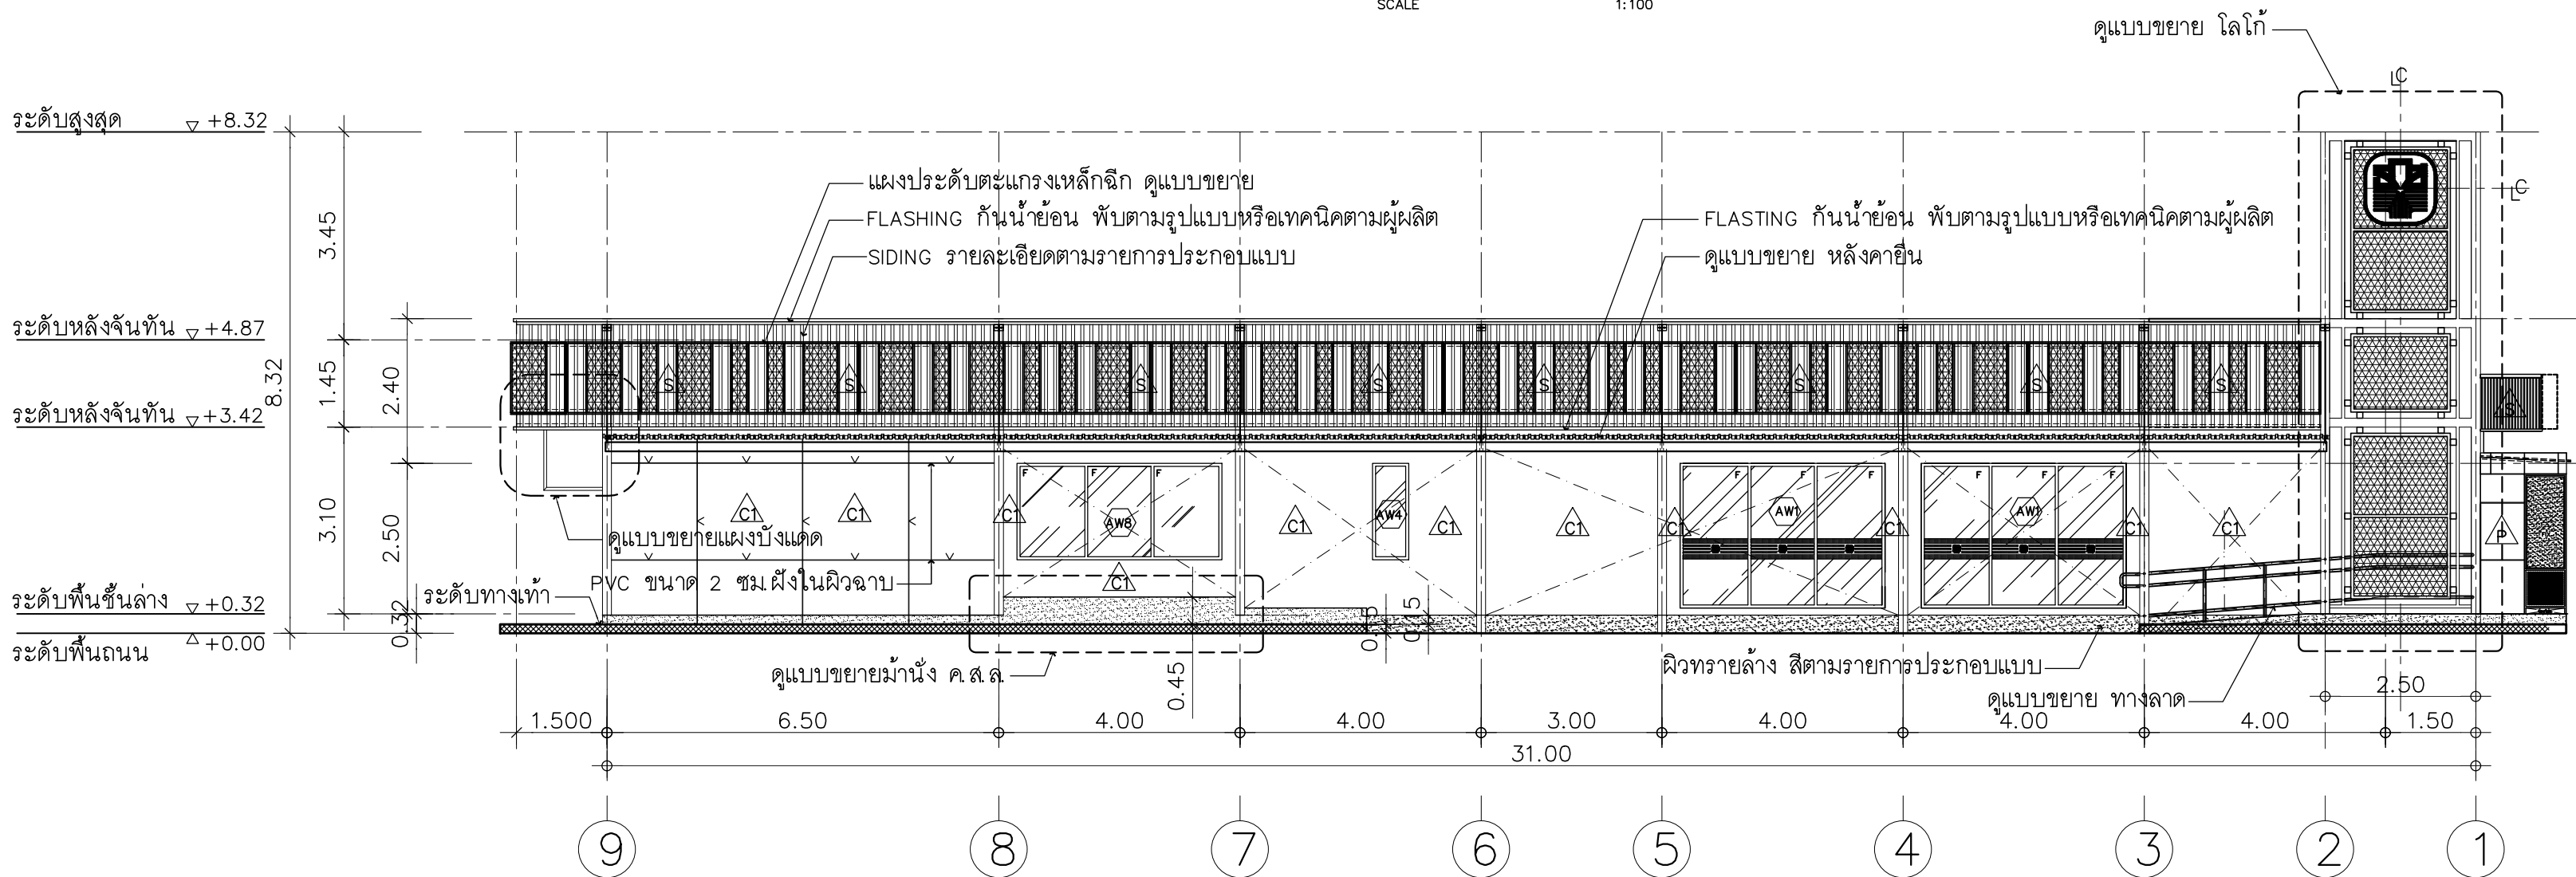 SCALE 1:100
ดูแบบขยาย โลโก้
ระดับสูงสุด +8.32
แผงประดับตะแกรงเหล็กฉีก ดูแบบขยาย
FLASHING กันน้ำย้อน พับตามรูปแบบหรือเทคนิคตามผู้ผลิต
FLASTING กันน้ำย้อน พับตามรูปแบบหรือเทคนิคตามผู้ผลิต
SIDING รายละเอียดตามรายการประกอบแบบ
ดูแบบขยาย หลังคายื่น
3.45
ระดับหลังจันทัน +4.87
8.32
1.45
2.40
S S S S S S S S S
ระดับหลังจันทัน +3.42
3.10
2.50
F F F F F F F F F F
C1 C1 C1 AW8 C1 AW4 C1 C1 C1 AW1 C1 AW1 C1 C1 P
ดูแบบขยายแผงบังแดด
PVC ขนาด 2 ซม.ฝังในผิวฉาบ
C1
ระดับทางเท้า
ระดับพื้นชั้นล่าง +0.32
0.32
0.15
0.15
ระดับพื้นถนน +0.00
ดูแบบขยายม้านั่ง ค.ส.ล.
0.45
ผิวทรายล้าง สีตามรายการประกอบแบบ
ดูแบบขยาย ทางลาด
2.50
1.500 6.50 4.00 4.00 3.00 4.00 4.00 4.00 1.50
31.00
9 8 7 6 5 4 3 2 1